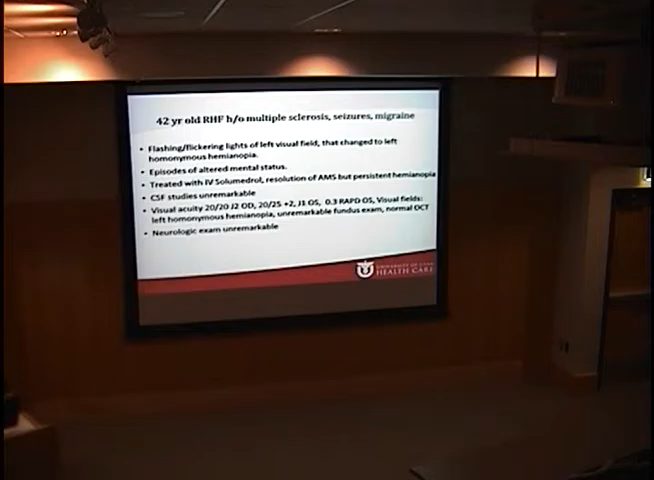 42 yr old RHF h/o multiple sclerosis, seizures, migraine
• Flashing/flickering lights of left visual field, that changed to left
homonymous hemianopia.
• Episodes of altered mental status.
• Treated with IV Solumedrol, resolution of AMS but persistent hemianopia
• CSF studies unremarkable
• Visual acuity 20/20 J2 OD, 20/25 +2, J1 OS, 0.3 RAPD OS, Visual fields:
left homonymous hemianopia, unremarkable fundus exam, normal OCT
• Neurologic exam unremarkable
UNIVERSITY OF UTAH
HEALTH CARE